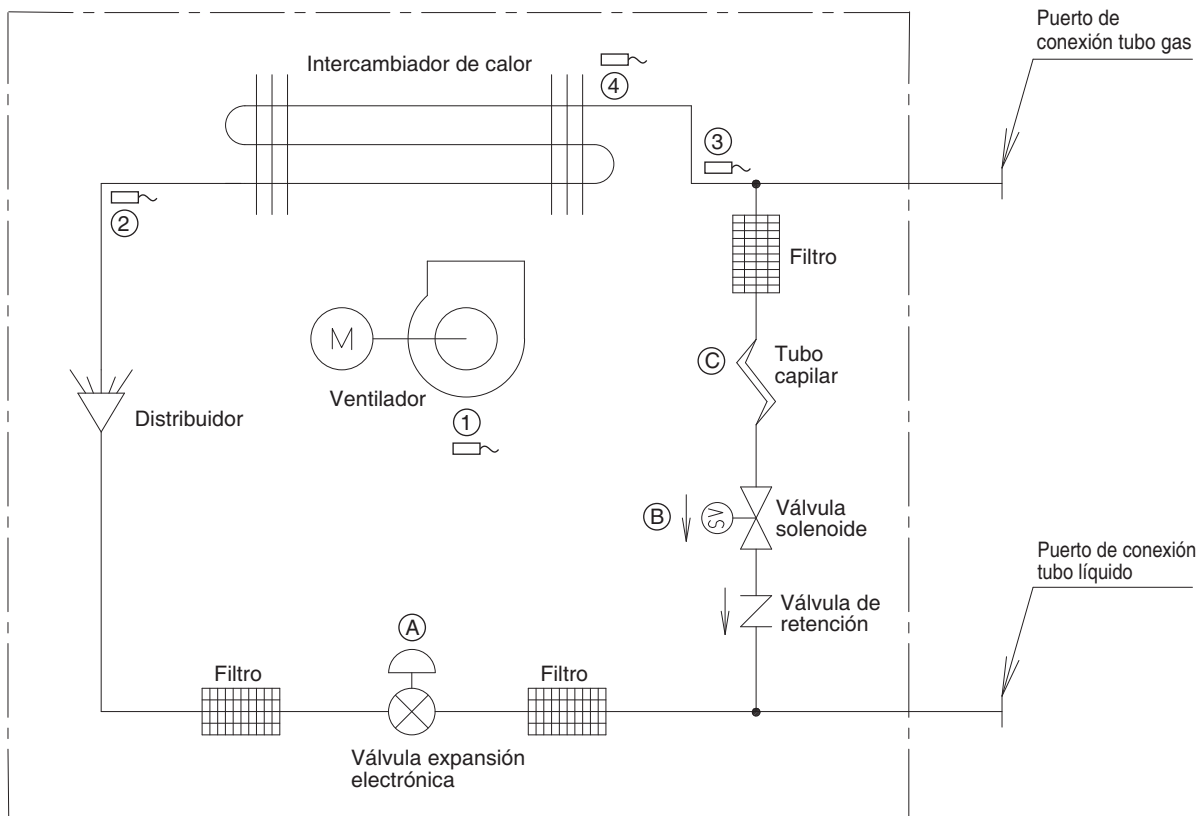 Puerto de
conexión tubo gas
Intercambiador de calor
4
3
2
Filtro
M
C
Tubo
capilar
Ventilador
Distribuidor
1
B
SV
Válvula
solenoide
Puerto de conexión
tubo líquido
Válvula de
retención
A
Filtro
Filtro
Válvula expansión
electrónica